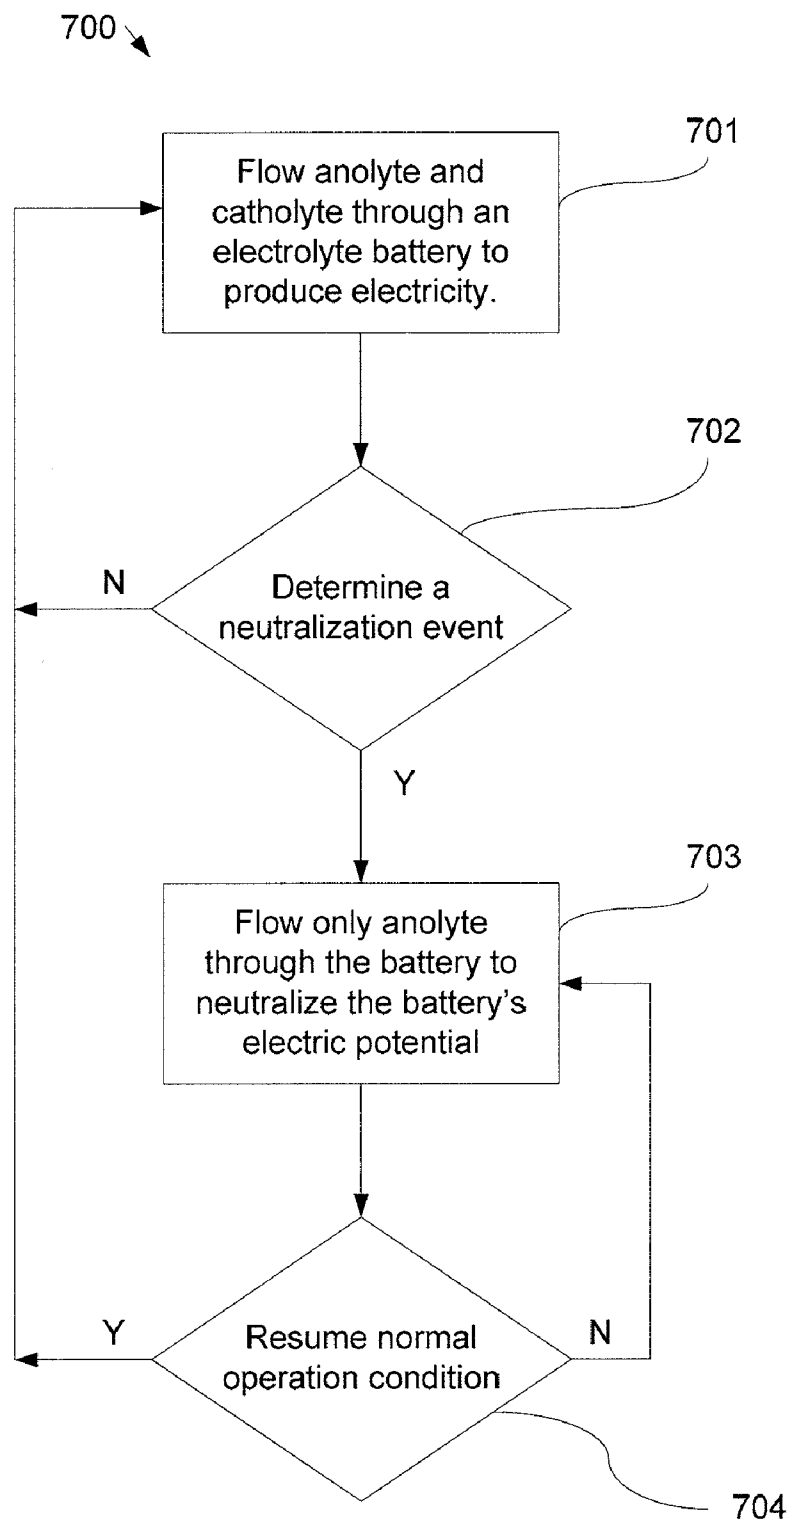 700
701
Flow anolyte and
catholyte through an
electrolyte battery to
produce electricity.
702
N
Determine a
neutralization event
Y
703
Flow only anolyte
through the battery to
neutralize the battery's
electric potential
Y
Resume normal
operation condition
N
704